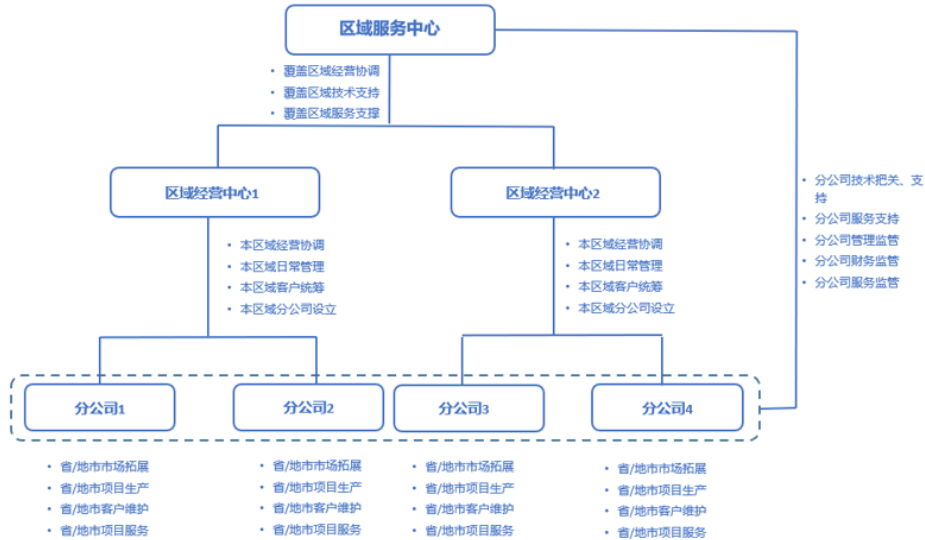 区域服务中心
• 覆盖区域经营协调
• 覆盖区域技术支持
• 覆盖区域服务支撑
区域经营中心1
区域经营中心2
• 分公司技术把关、支
持
• 分公司服务支持
• 分公司管理监管
• 分公司财务监管
• 分公司服务监管
• 本区域经营协调
• 本区域日常管理
• 本区域客户统筹
• 本区域分公司设立
• 本区域经营协调
• 本区域日常管理
• 本区域客户统筹
• 本区域分公司设立
分公司1
分公司2
分公司3
分公司4
• 省/地市市场拓展
• 省/地市项目生产
• 省/地市客户维护
• 省/地市项目服务
• 省/地市市场拓展
• 省/地市项目生产
• 省/地市客户维护
• 省/地市项目服务
• 省/地市市场拓展
• 省/地市项目生产
• 省/地市客户维护
• 省/地市项目服务
• 省/地市市场拓展
• 省/地市项目生产
• 省/地市客户维护
• 省/地市项目服务